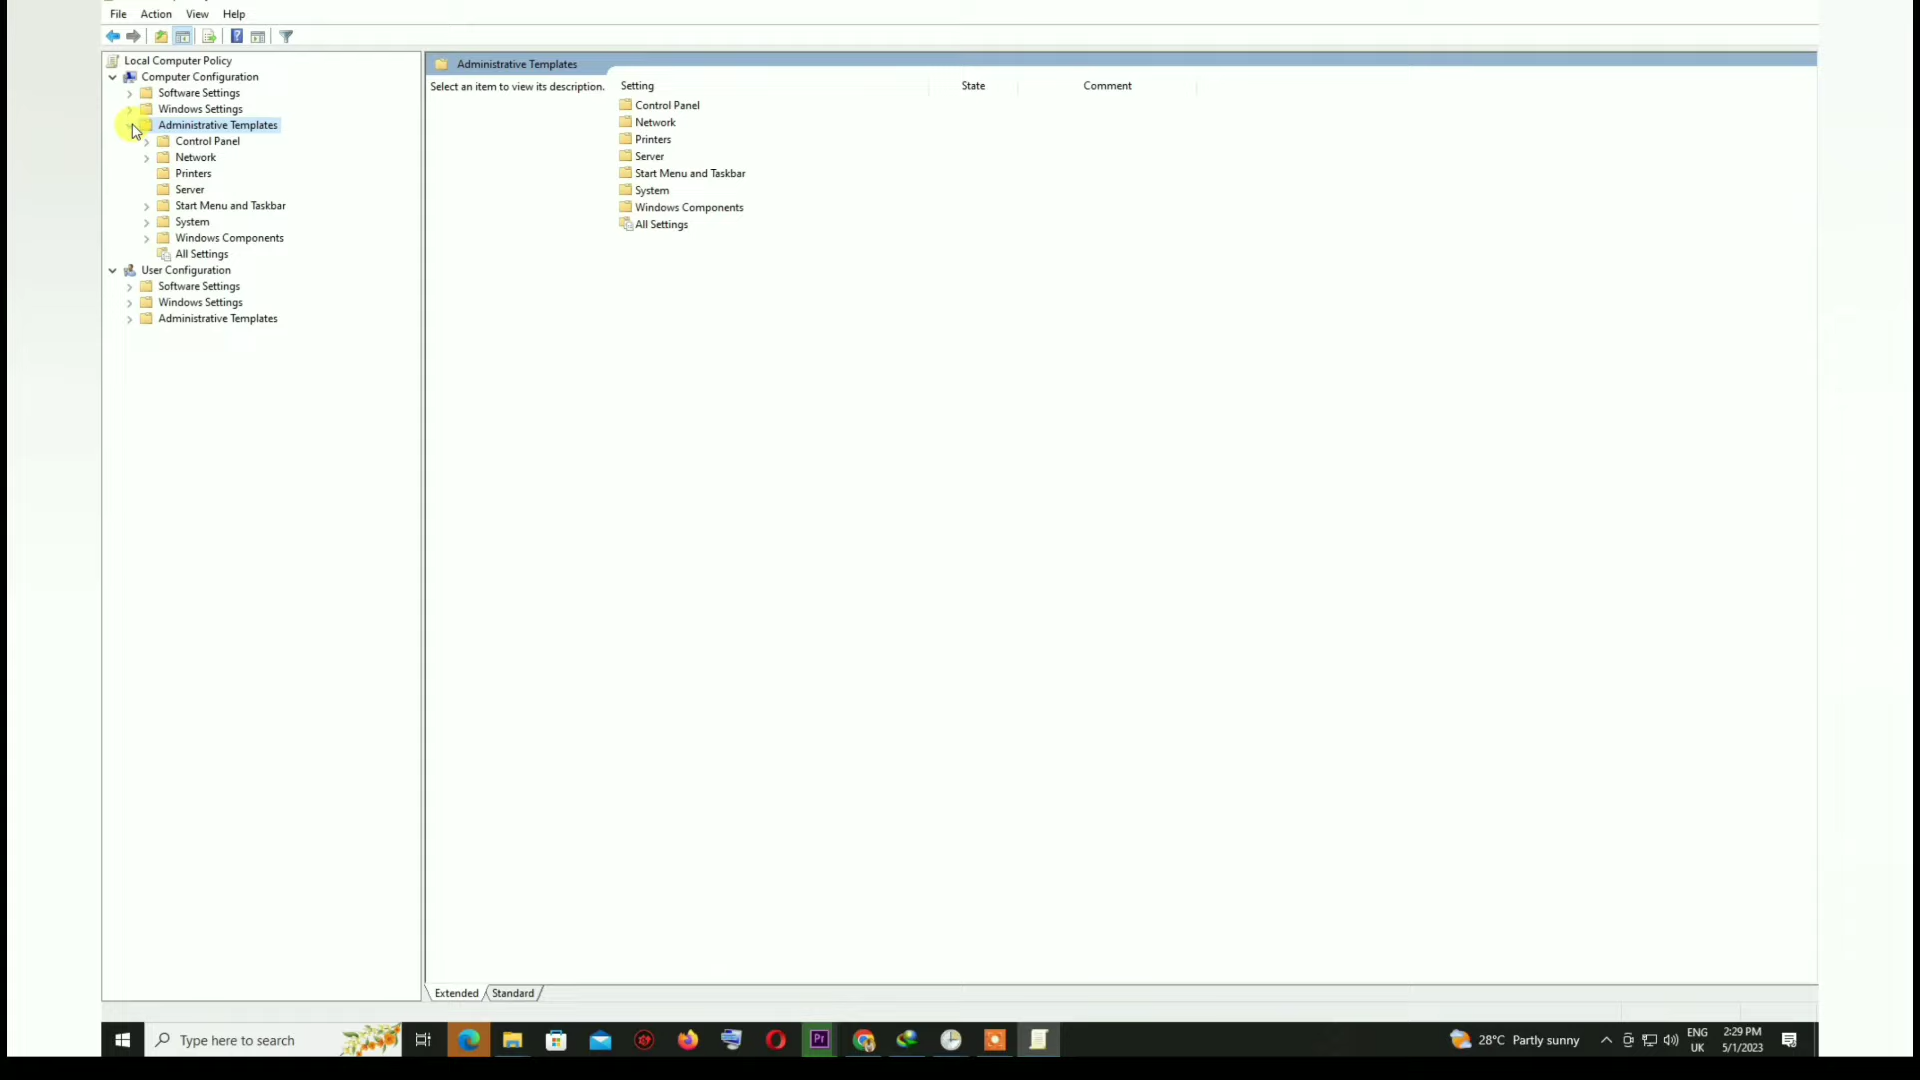 File Action View Help
Local Computer Policy
Computer Configuration
Software Settings
Windows Settings
Administrative Templates
Control Panel
Network
Printers
Server
Start Menu and Taskbar
System
Windows Components
All Settings
User Configuration
Software Settings
Windows Settings
Administrative Templates
Administrative Templates
Select an item to view its description.
Setting State Comment
Control Panel
Network
Printers
Server
Start Menu and Taskbar
System
Windows Components
All Settings
Extended Standard
Type here to search
Pr
28°C Partly sunny
ENG
UK
2:29 PM
5/1/2023